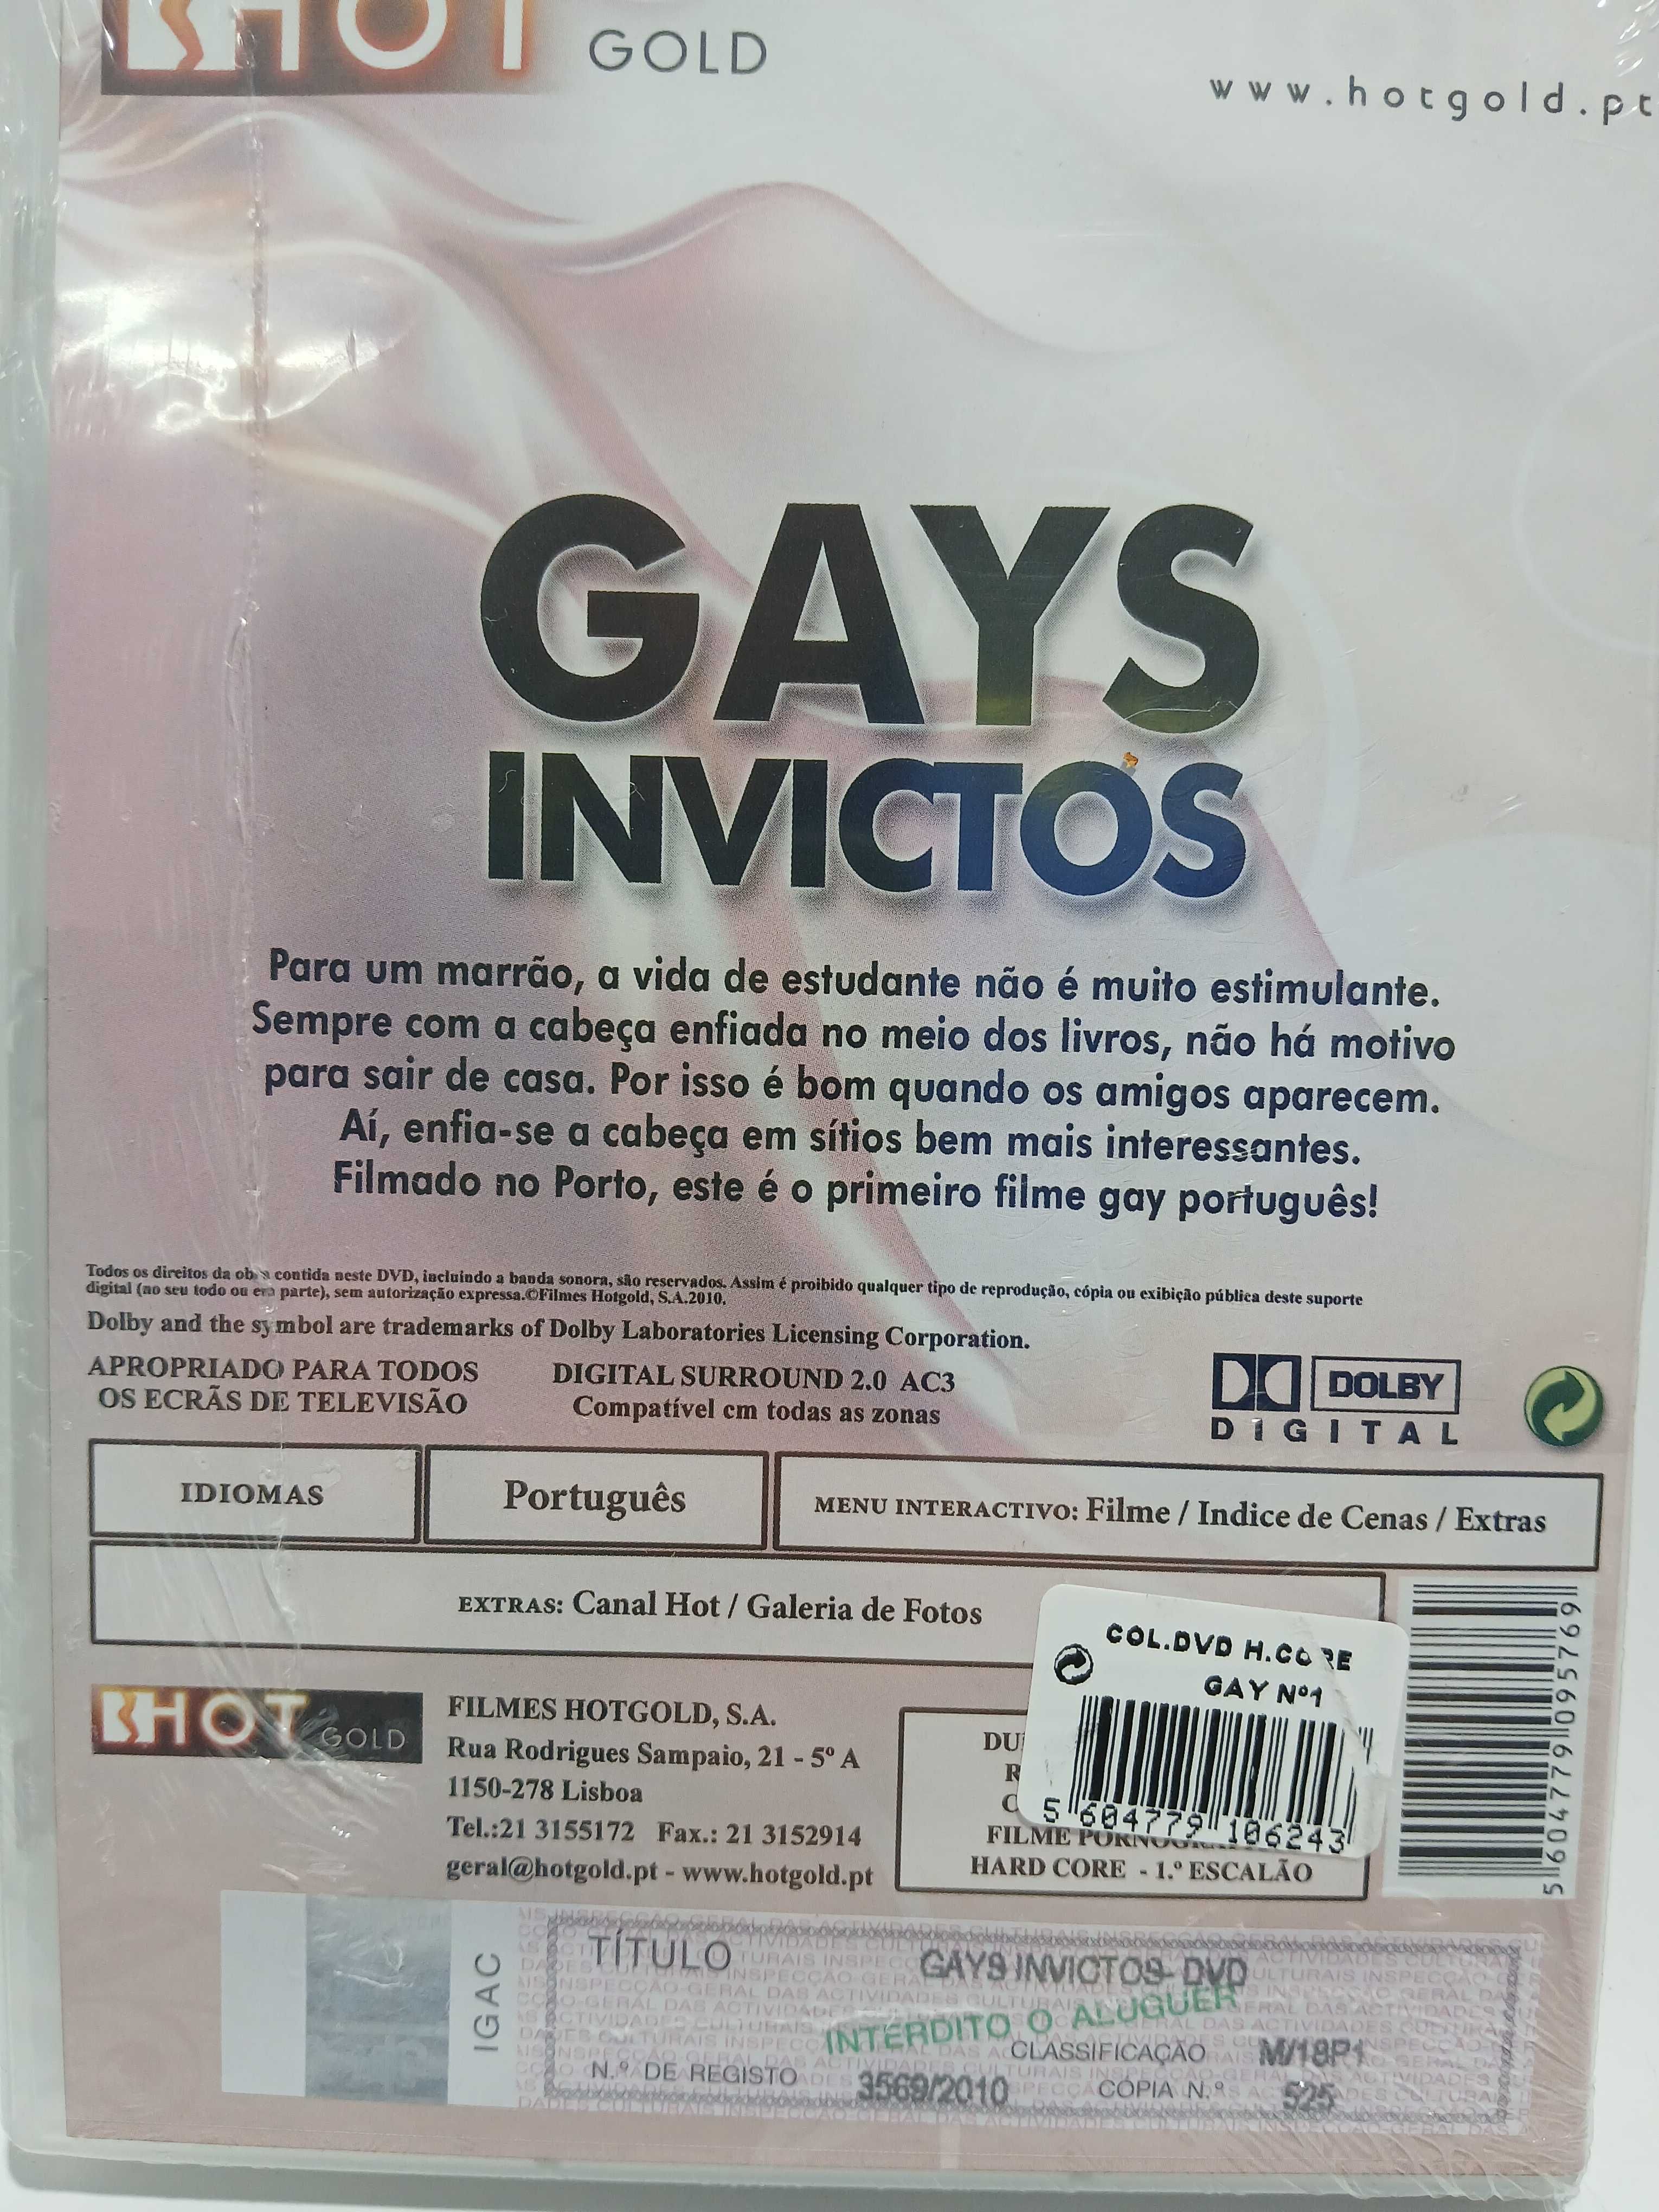 HOT GOLD
www.hotgold.pt
GAYS
INVICTOS
Para um marrão, a vida de estudante não é muito estimulante.
Sempre com a cabeça enfiada no meio dos livros, não há motivo
para sair de casa. Por isso é bom quando os amigos aparecem.
Aí, enfia-se a cabeça em sítios bem mais interessantes.
Filmado no Porto, este é o primeiro filme gay português!
Todos os direitos da obra contida neste DVD, incluindo a banda sonora, são reservados. Assim é proibido qualquer tipo de reprodução, cópia ou exibição pública deste suporte
digital (no seu todo ou em parte), sem autorização expressa.©Filmes Hotgold, S.A.2010.
Dolby and the symbol are trademarks of Dolby Laboratories Licensing Corporation.
APROPRIADO PARA TODOS
OS ECRÃS DE TELEVISÃO
DIGITAL SURROUND 2.0 AC3
Compatível em todas as zonas
DOLBY
DIGITAL
IDIOMAS
Português
MENU INTERACTIVO: Filme / Indice de Cenas / Extras
EXTRAS: Canal Hot / Galeria de Fotos
COL.DVD H.CORE
GAY Nº1
5 604779 106243
5 604779 095769
HOT GOLD
FILMES HOTGOLD, S.A.
Rua Rodrigues Sampaio, 21 - 5º A
1150-278 Lisboa
Tel.:21 3155172 Fax.: 21 3152914
geral@hotgold.pt - www.hotgold.pt
FILME
HARD CORE - 1.º ESCALÃO
IGAC
TÍTULO GAYS INVICTOS- DVD
INTERDITO O ALUGUER
CLASSIFICAÇÃO M/18P1
N.º DE REGISTO 3569/2010 CÓPIA N.º 525